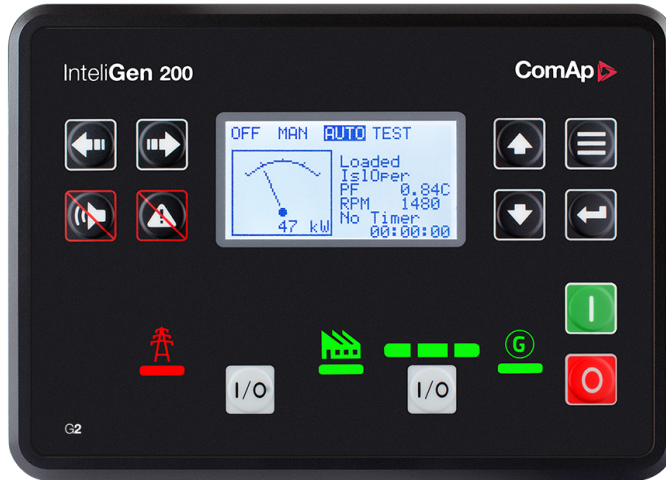 InteliGen 200
ComAp
OFF MAN AUTO TEST
Loaded
IslOper
PF 0.84C
RPM 1480
No Timer
00:00:00
47 kW
G
I/O
I/O
I
O
G2